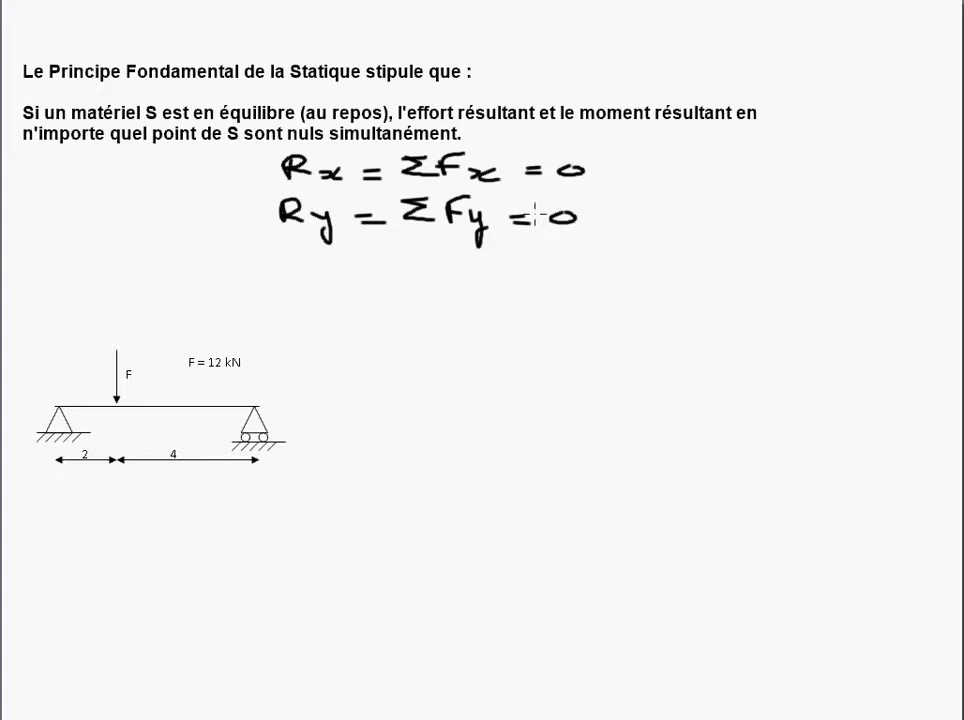 Le Principe Fondamental de la Statique stipule que :
Si un matériel S est en équilibre (au repos), l'effort résultant et le moment résultant en
n'importe quel point de S sont nuls simultanément.
Rx = ΣFx = 0
Ry = ΣFy = 0
F = 12 kN
F
2 4